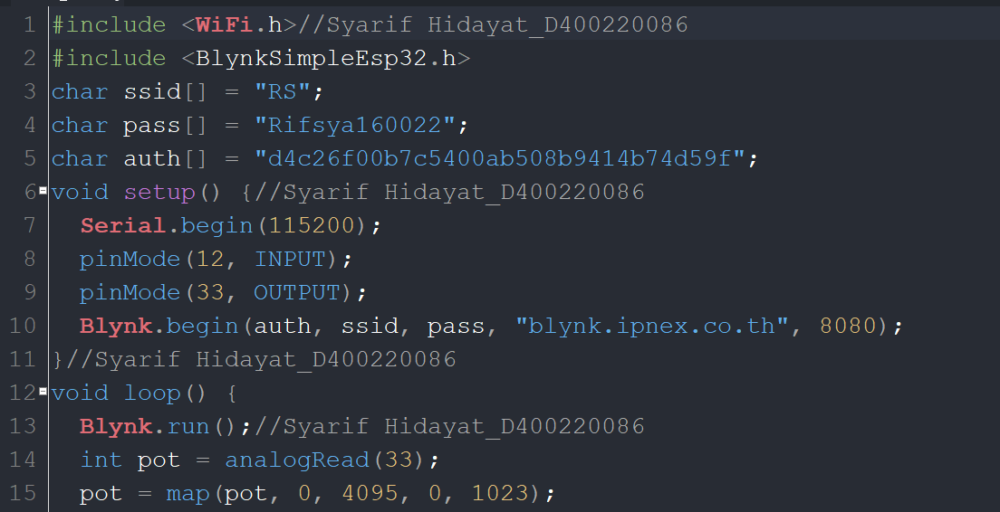 1 #include <WiFi.h>//Syarif Hidayat_D400220086
2 #include <BlynkSimpleEsp32.h>
3 char ssid[] = "RS";
4 char pass[] = "Rifsya160022";
5 char auth[] = "d4c26f00b7c5400ab508b9414b74d59f";
6 void setup() {//Syarif Hidayat_D400220086
7   Serial.begin(115200);
8   pinMode(12, INPUT);
9   pinMode(33, OUTPUT);
10   Blynk.begin(auth, ssid, pass, "blynk.ipnex.co.th", 8080);
11 }//Syarif Hidayat_D400220086
12 void loop() {
13   Blynk.run();//Syarif Hidayat_D400220086
14   int pot = analogRead(33);
15   pot = map(pot, 0, 4095, 0, 1023);